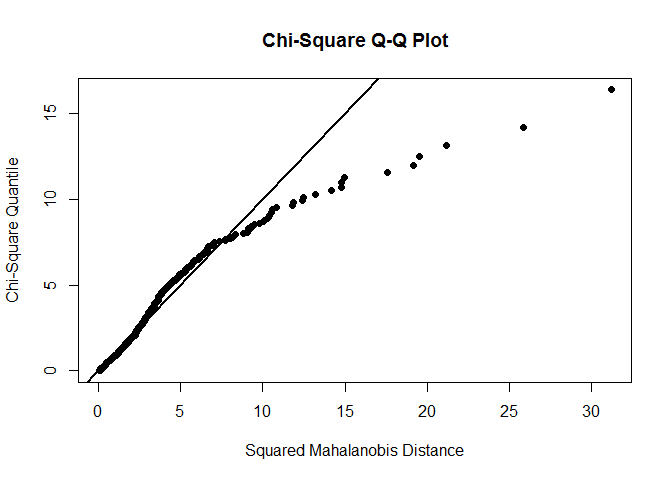 Chi-Square Q-Q Plot
Chi-Square Quantile
15
10
5
0
0 5 10 15 20 25 30
Squared Mahalanobis Distance